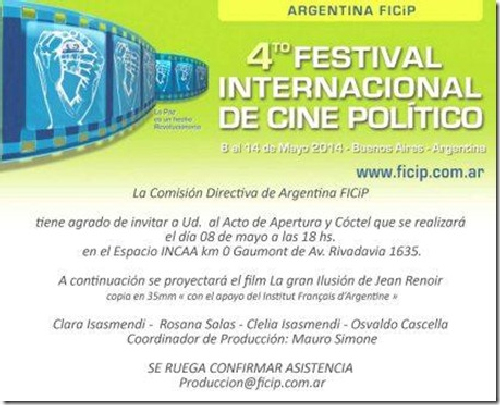 ARGENTINA FICiP
4TO FESTIVAL
INTERNACIONAL
DE CINE POLÍTICO
La Paz
es un hecho
Revolucionario
8 al 14 de Mayo 2014 - Buenos Aires - Argentina
www.ficip.com.ar
La Comisión Directiva de Argentina FICiP
tiene agrado de invitar a Ud. al Acto de Apertura y Cóctel que se realizará
el día 08 de mayo a las 18 hs.
en el Espacio INCAA km 0 Gaumont de Av. Rivadavia 1635.
A continuación se proyectará el film La gran Ilusión de Jean Renoir
copia en 35mm « con el apoyo del Institut Français d'Argentine »
Clara Isasmendi - Rosana Salas - Clelia Isasmendi - Osvaldo Cascella
Coordinador de Producción: Mauro Simone
SE RUEGA CONFIRMAR ASISTENCIA
Produccion@ficip.com.ar